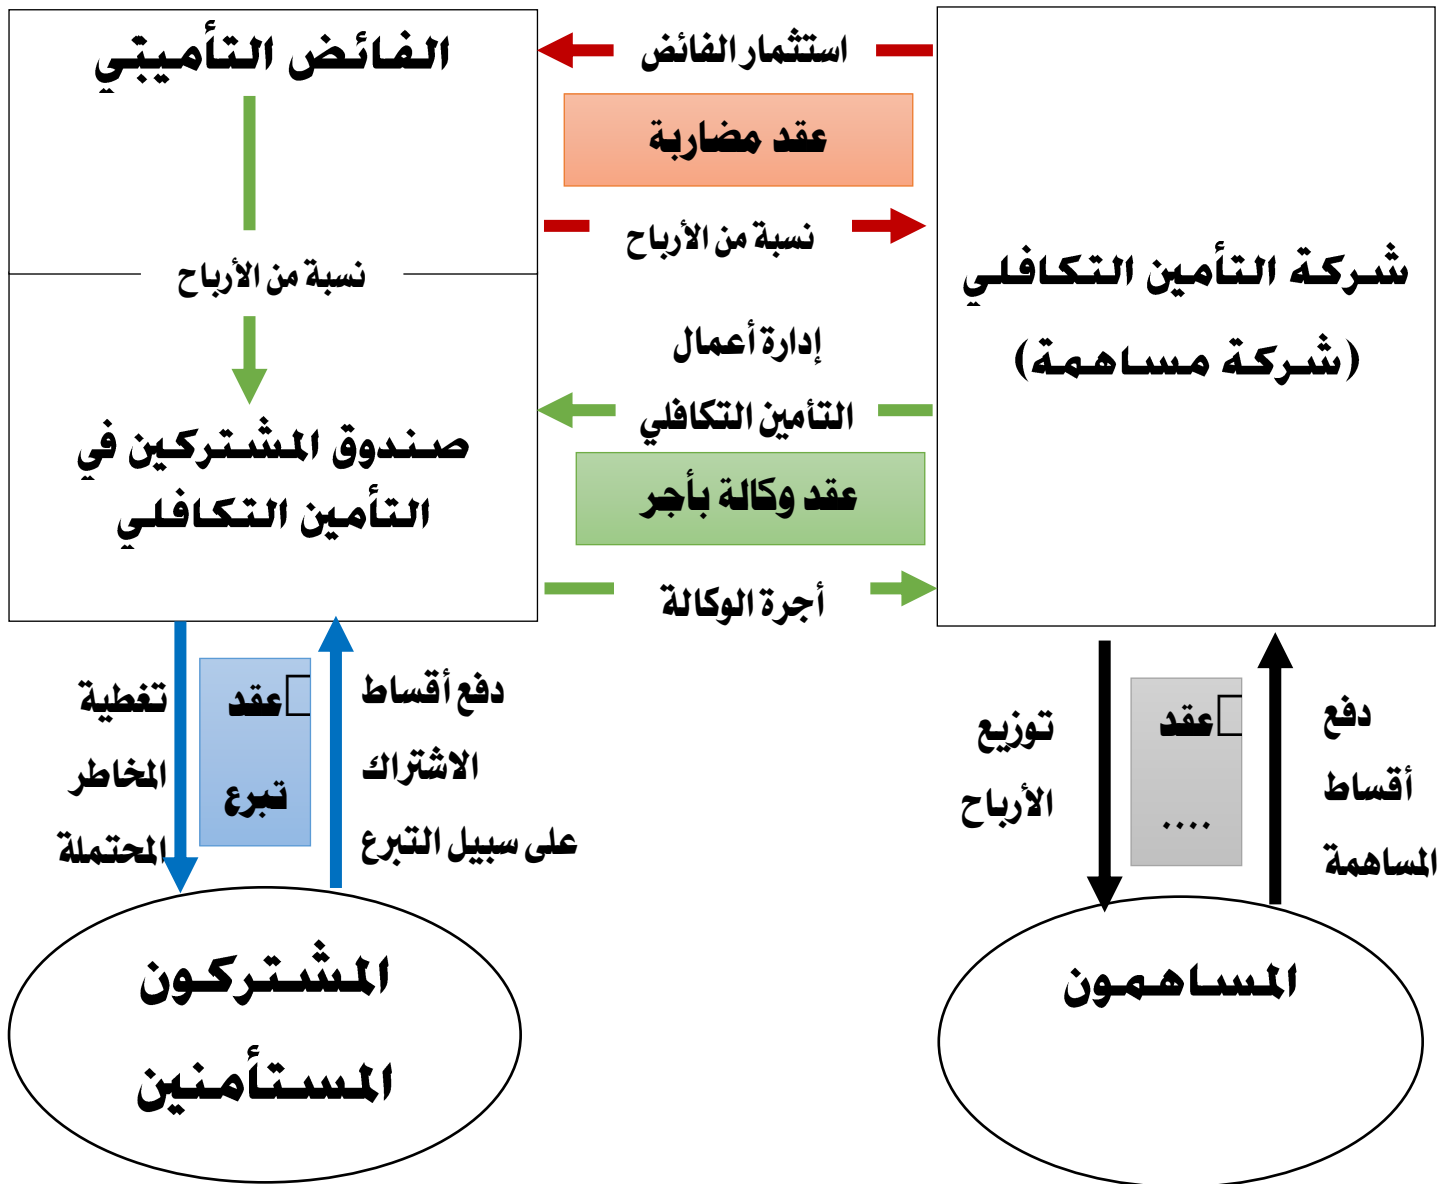 الفائض التأميني
استثمار الفائض
عقد مضاربة
نسبة من الأرباح
نسبة من الأرباح
شركة التأمين التكافلي
(شركة مساهمة)
إدارة أعمال
التأمين التكافلي
عقد وكالة بأجر
أجرة الوكالة
صندوق المشتركين في
التأمين التكافلي
دفع
أقساط
المساهمة
عقد
....
توزيع
الأرباح
دفع أقساط
الاشتراك
على سبيل التبرع
عقد
تبرع
تغطية
المخاطر
المحتملة
المساهمون
المشتركون
المستأمنين